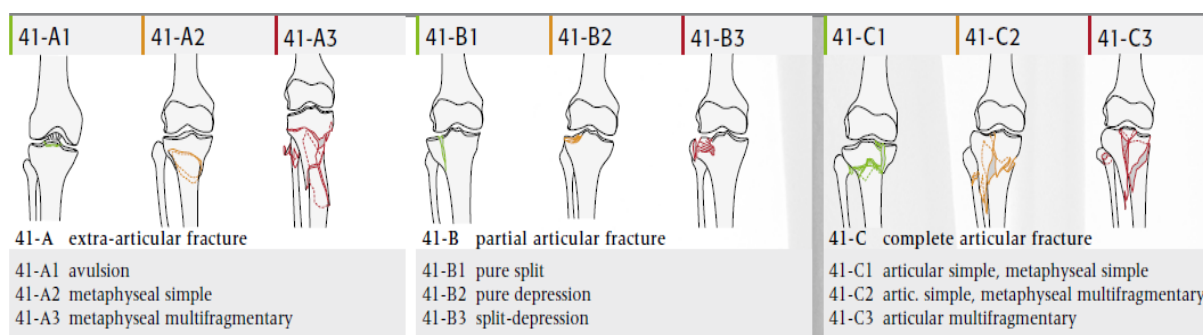 41-A1
41-A2
41-A3
41-A extra-articular fracture
41-A1 avulsion
41-A2 metaphyseal simple
41-A3 metaphyseal multifragmentary
41-B1
41-B2
41-B3
41-B partial articular fracture
41-B1 pure split
41-B2 pure depression
41-B3 split-depression
41-C1
41-C2
41-C3
41-C complete articular fracture
41-C1 articular simple, metaphyseal simple
41-C2 artic. simple, metaphyseal multifragmentary
41-C3 articular multifragmentary